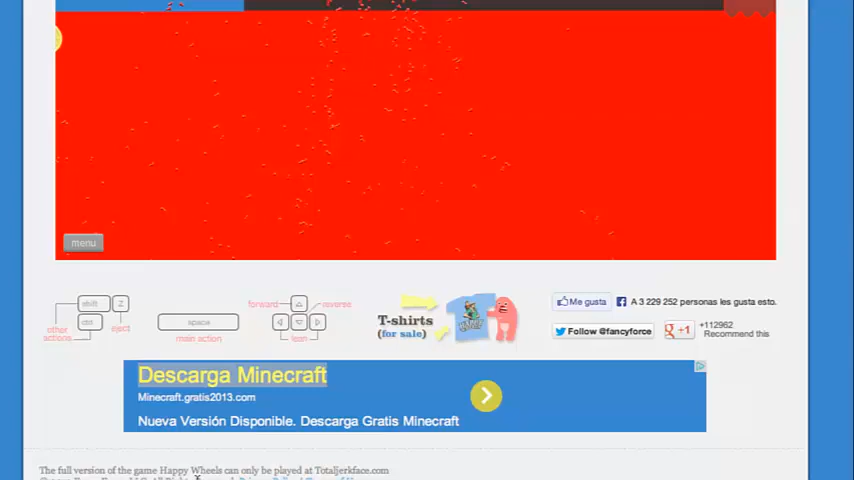 menu
shift
Z
forward
reverse
ctrl
eject
space
other actions
main action
lean
T-shirts
(for sale)
Me gusta
A 3 229 252 personas les gusta esto.
Follow @fancyforce
+1
+112962
Recommend this
Descarga Minecraft
Minecraft.gratis2013.com
Nueva Versión Disponible. Descarga Gratis Minecraft
The full version of the game Happy Wheels can only be played at Totaljerkface.com